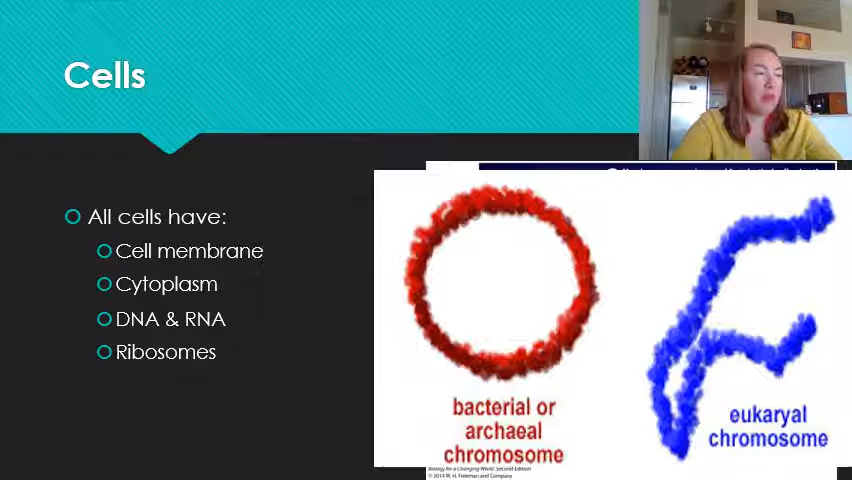 Cells
All cells have:
Cell membrane
Cytoplasm
DNA & RNA
Ribosomes
bacterial or
archaeal
chromosome
eukaryal
chromosome
Biology for a Changing World, Second Edition
© 2014 W. H. Freeman and Company